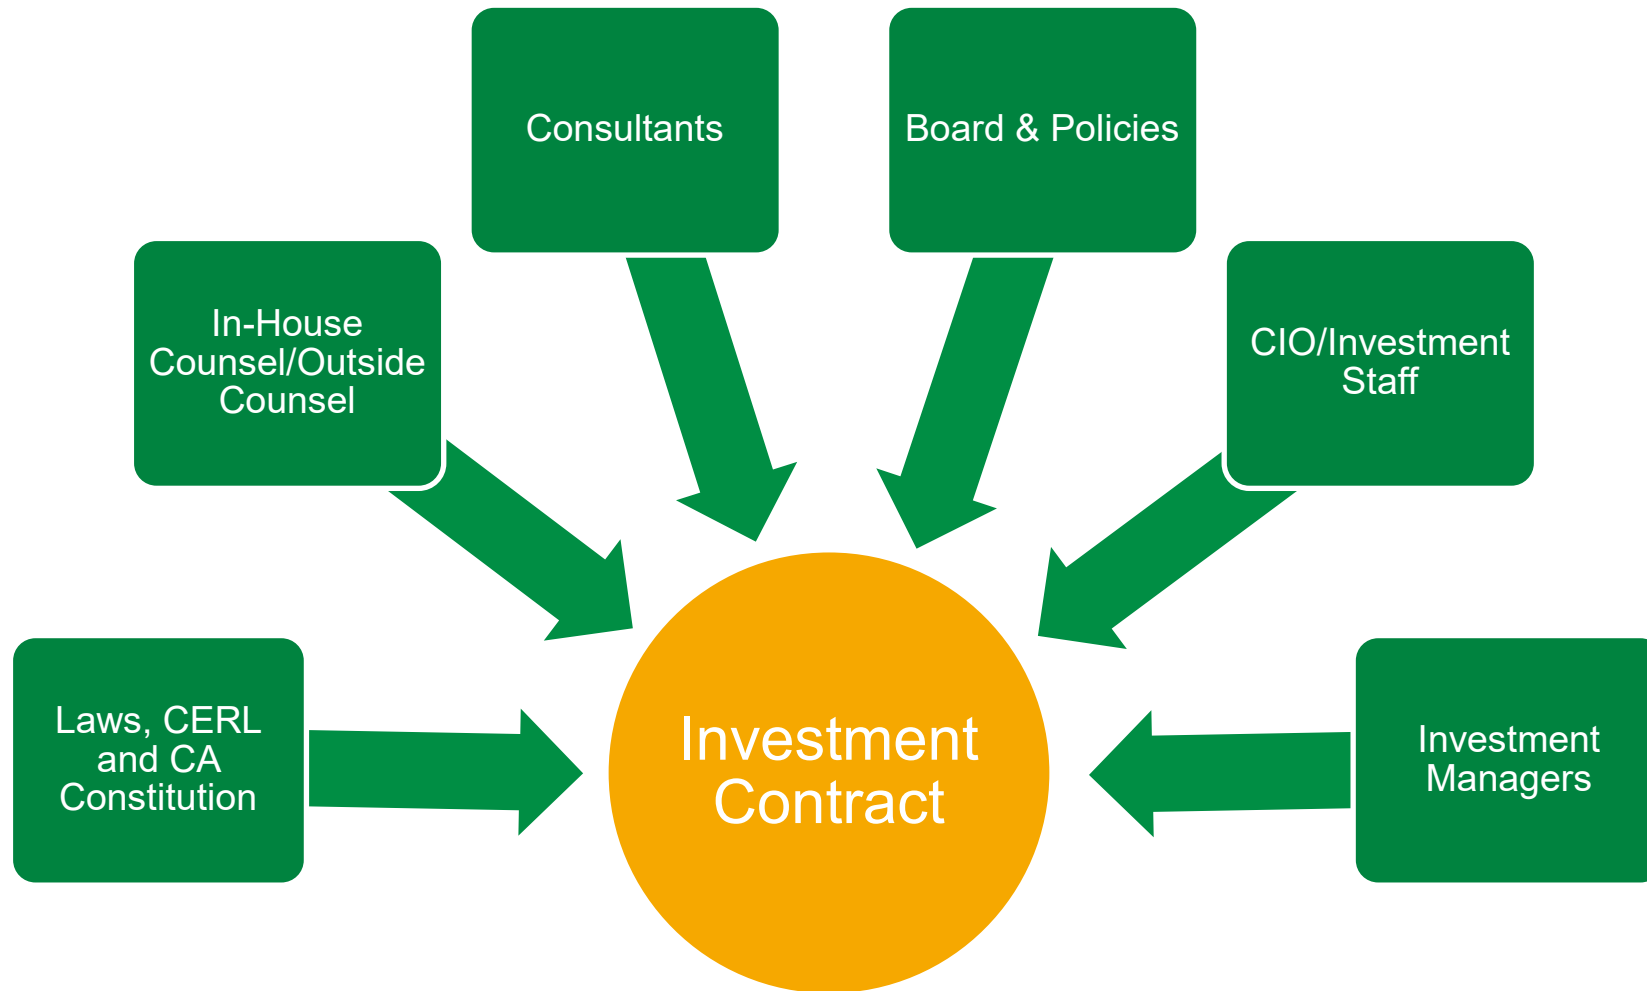 Consultants
Board & Policies
In-House
Counsel/Outside
Counsel
CIO/Investment
Staff
Laws, CERL
and CA
Constitution
Investment
Contract
Investment
Managers